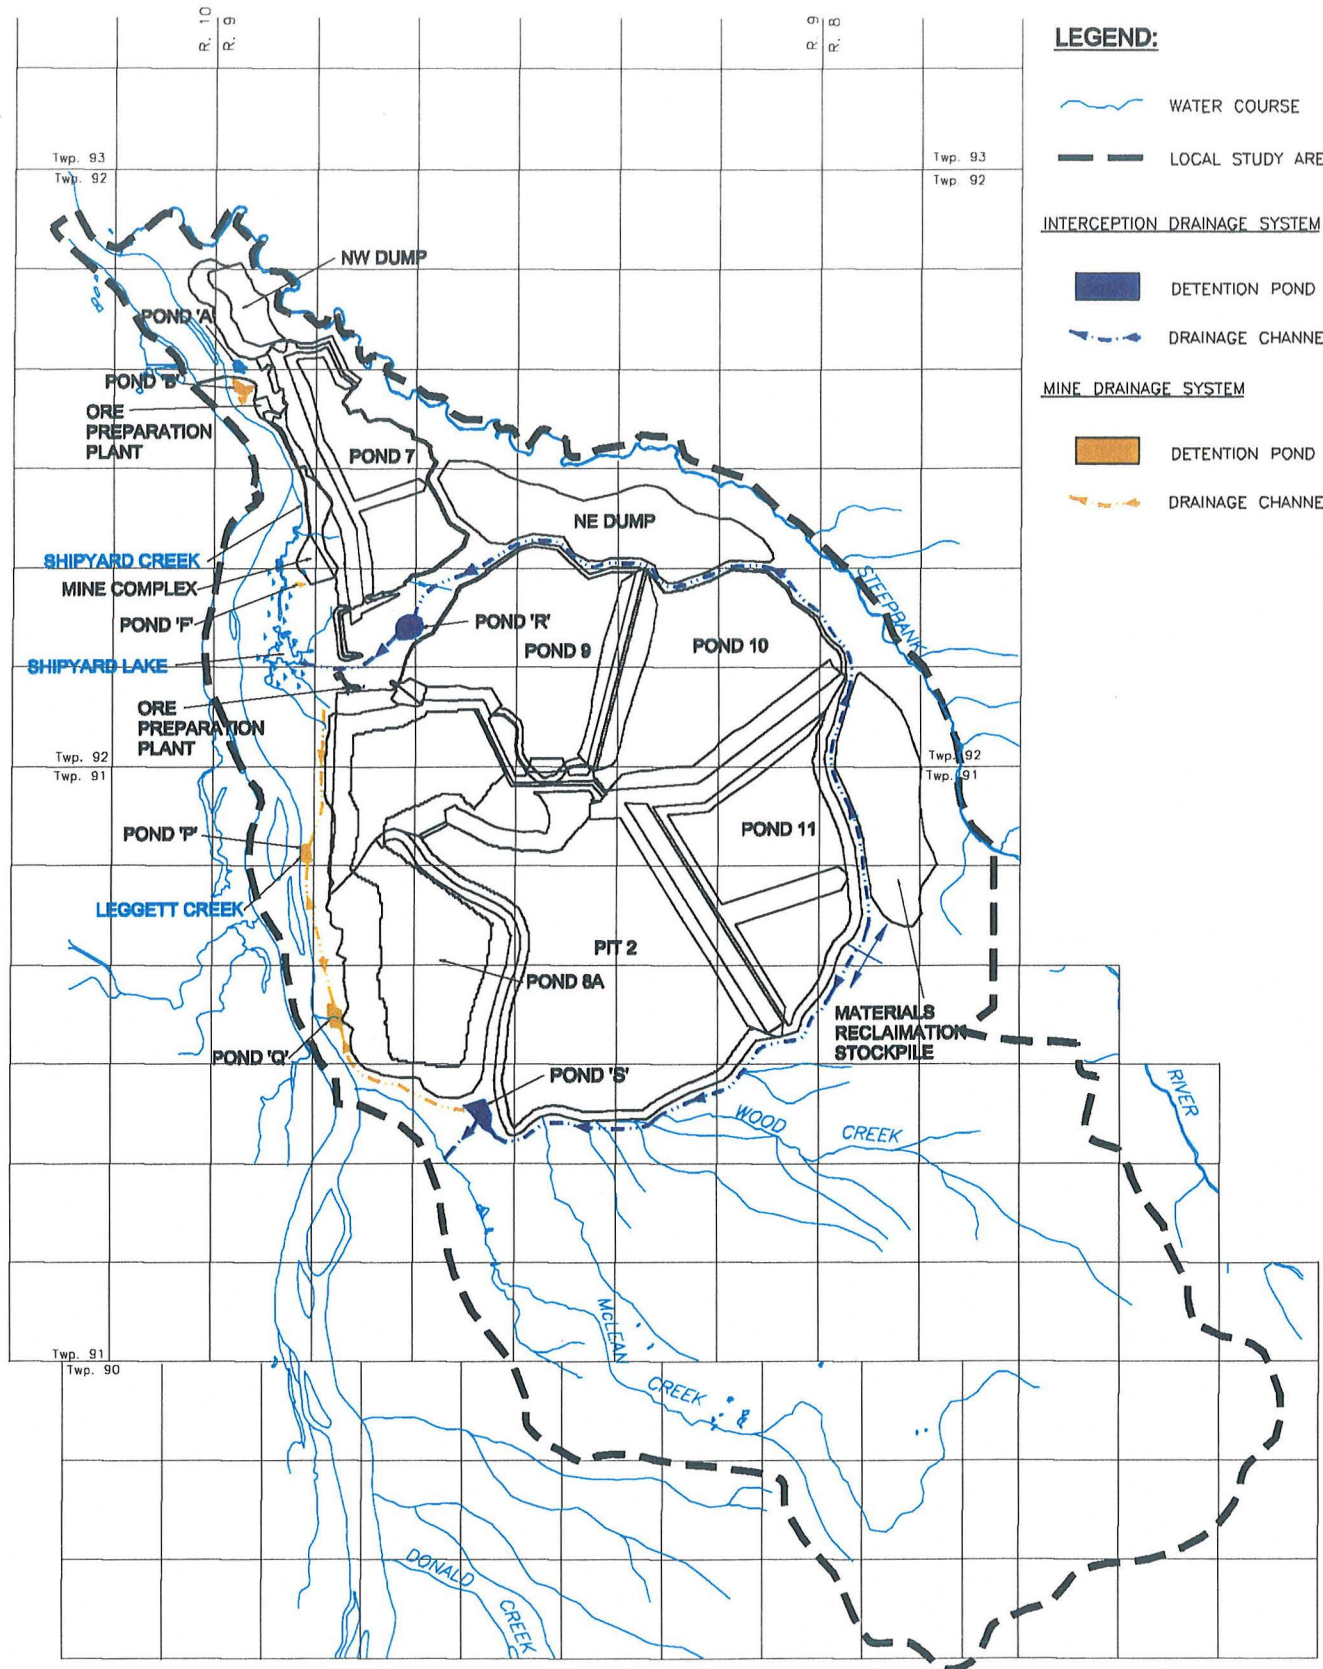 R. 10
R. 9
R 9
R. 8
LEGEND:
WATER COURSE
LOCAL STUDY ARE
INTERCEPTION DRAINAGE SYSTEM
DETENTION POND
DRAINAGE CHANNE
MINE DRAINAGE SYSTEM
DETENTION POND
DRAINAGE CHANNE
Twp. 93
Twp. 92
Twp. 93
Twp. 92
NW DUMP
POND 'A'
POND 'B'
ORE
PREPARATION
PLANT
POND 7
NE DUMP
SHIPYARD CREEK
MINE COMPLEX
POND 'F'
POND 'R'
POND 9
POND 10
STEEPBANK
SHIPYARD LAKE
ORE
PREPARATION
PLANT
Twp. 92
Twp. 91
Twp. 92
Twp. 91
POND 'P'
POND 11
LEGGETT CREEK
PIT 2
POND 8A
MATERIALS
RECLAIMATION
STOCKPILE
POND 'Q'
POND 'S'
RIVER
WOOD
CREEK
McLEAN
CREEK
Twp. 91
Twp. 90
DONALD
CREEK